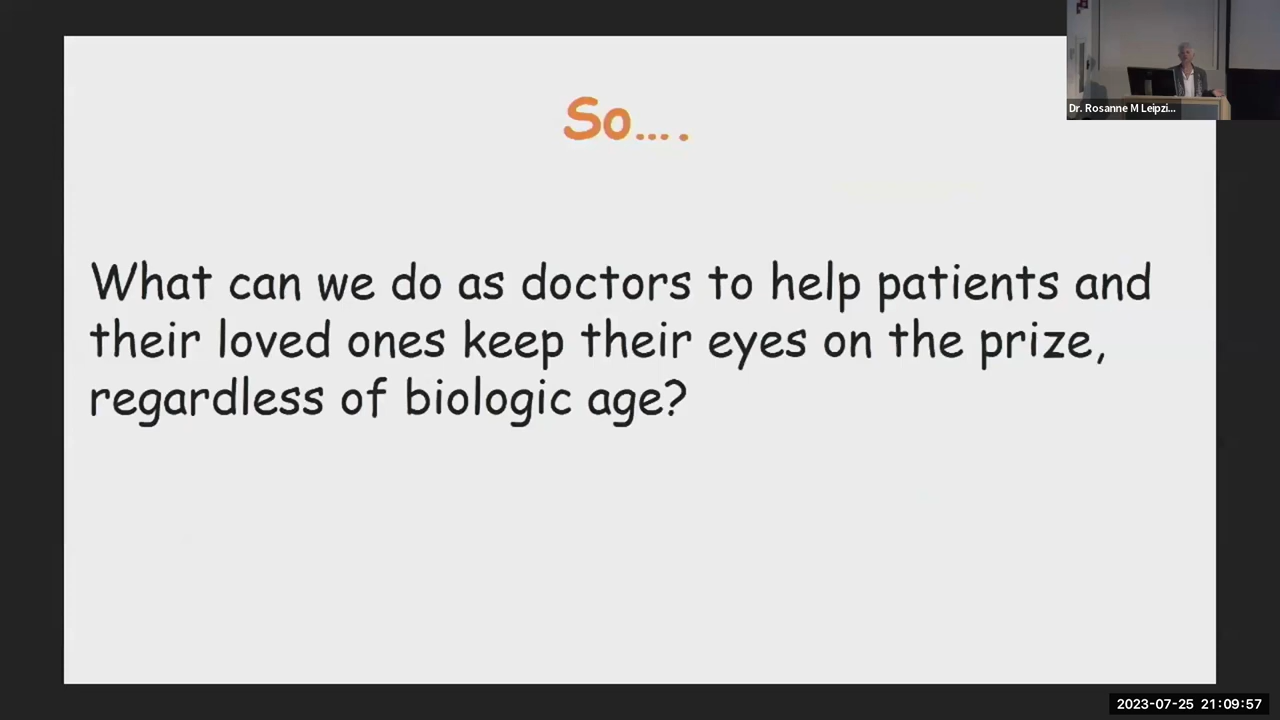 So....
What can we do as doctors to help patients and
their loved ones keep their eyes on the prize,
regardless of biologic age?
Dr. Rosanne M Leipzi...
2023-07-25 21:09:57